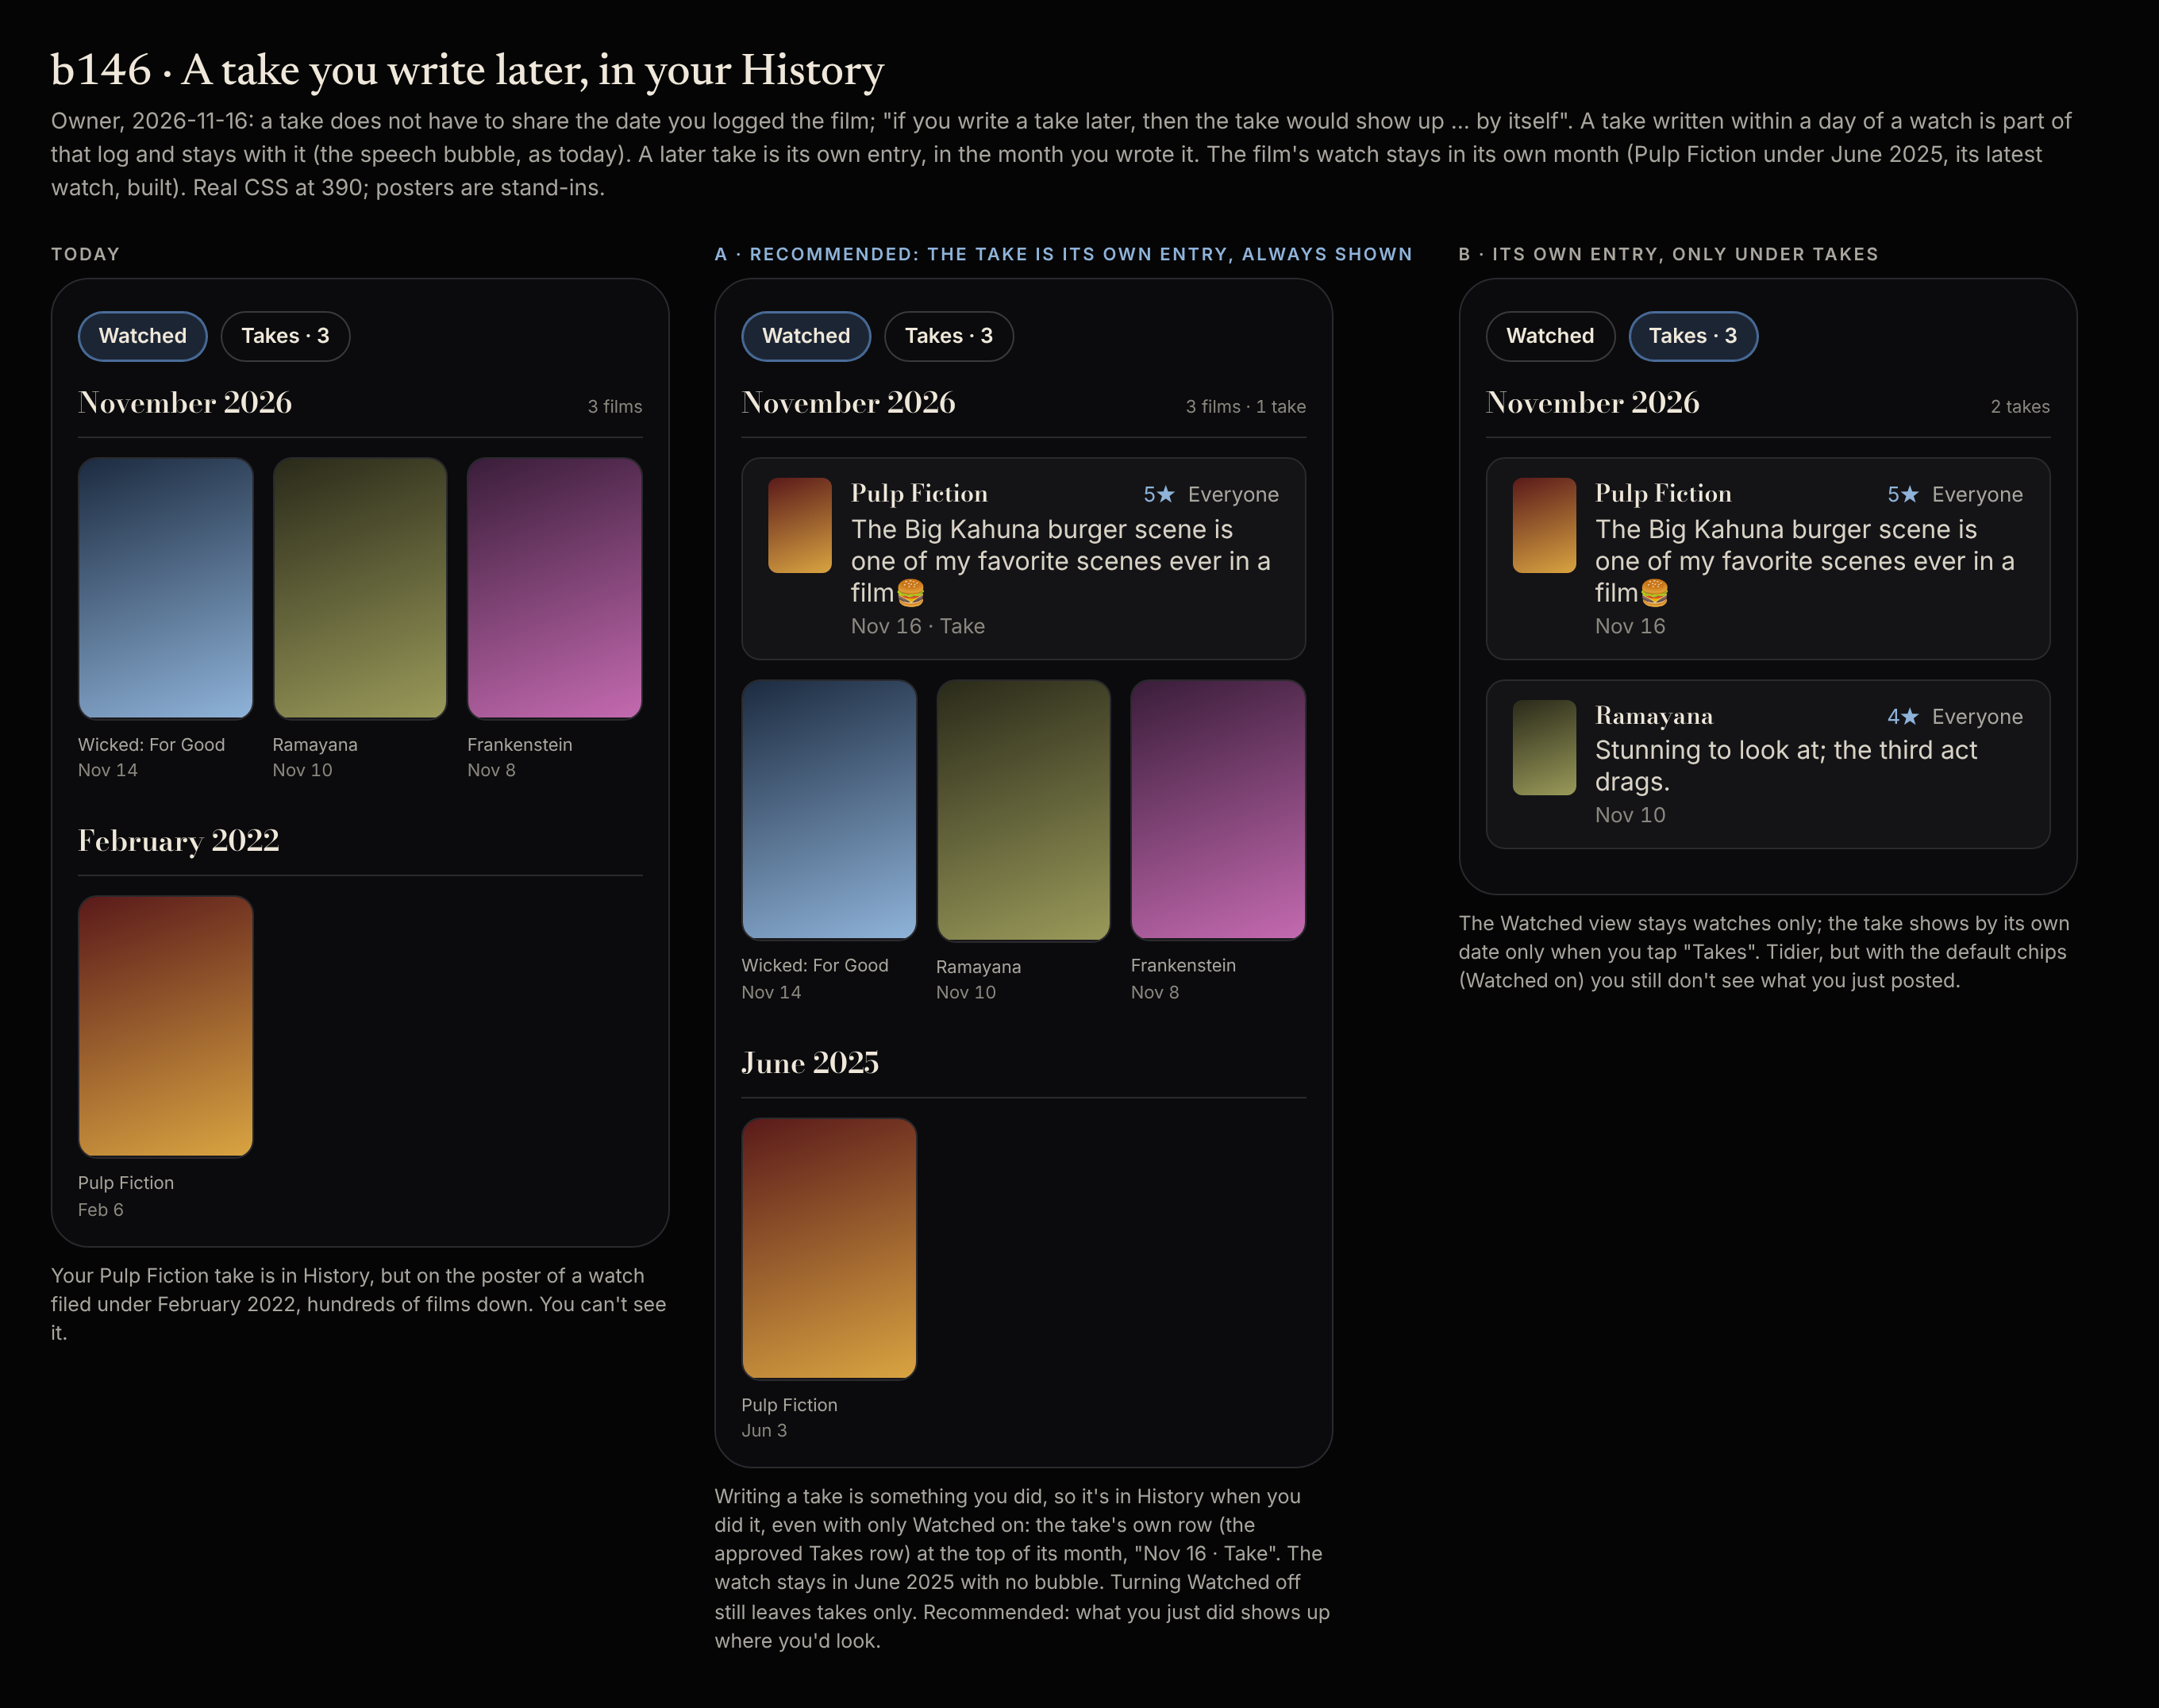 b146 · A take you write later, in your History
Owner, 2026-11-16: a take does not have to share the date you logged the film; "if you write a take later, then the take would show up ... by itself". A take written within a day of a watch is part of
that log and stays with it (the speech bubble, as today). A later take is its own entry, in the month you wrote it. The film's watch stays in its own month (Pulp Fiction under June 2025, its latest
watch, built). Real CSS at 390; posters are stand-ins.
TODAY
Watched
Takes · 3
November 2026
3 films
Wicked: For Good
Nov 14
Ramayana
Nov 10
Frankenstein
Nov 8
February 2022
Pulp Fiction
Feb 6
Your Pulp Fiction take is in History, but on the poster of a watch
filed under February 2022, hundreds of films down. You can't see
it.
A · RECOMMENDED: THE TAKE IS ITS OWN ENTRY, ALWAYS SHOWN
Watched
Takes · 3
November 2026
3 films · 1 take
Pulp Fiction
5★ Everyone
The Big Kahuna burger scene is
one of my favorite scenes ever in a
film🍔
Nov 16 · Take
Wicked: For Good
Nov 14
Ramayana
Nov 10
Frankenstein
Nov 8
June 2025
Pulp Fiction
Jun 3
Writing a take is something you did, so it's in History when you
did it, even with only Watched on: the take's own row (the
approved Takes row) at the top of its month, "Nov 16 · Take". The
watch stays in June 2025 with no bubble. Turning Watched off
still leaves takes only. Recommended: what you just did shows up
where you'd look.
B · ITS OWN ENTRY, ONLY UNDER TAKES
Watched
Takes · 3
November 2026
2 takes
Pulp Fiction
5★ Everyone
The Big Kahuna burger scene is
one of my favorite scenes ever in a
film🍔
Nov 16
Ramayana
4★ Everyone
Stunning to look at; the third act
drags.
Nov 10
The Watched view stays watches only; the take shows by its own
date only when you tap "Takes". Tidier, but with the default chips
(Watched on) you still don't see what you just posted.